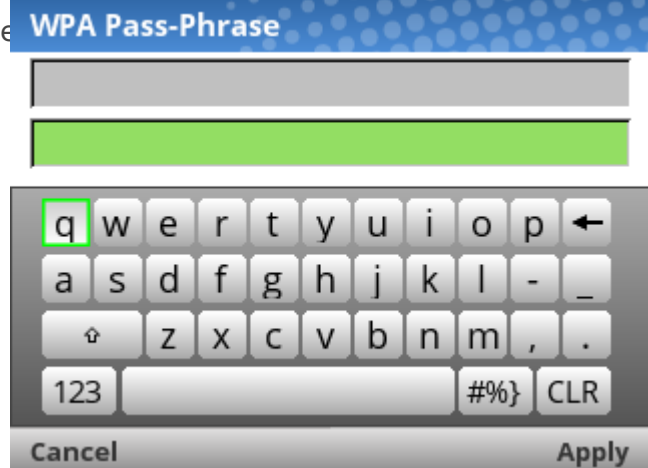 e
WPA Pass-Phrase
q w e r t y u i o p ←
a s d f g h j k l - _
⇧ z x c v b n m , .
123 #%} CLR
Cancel Apply